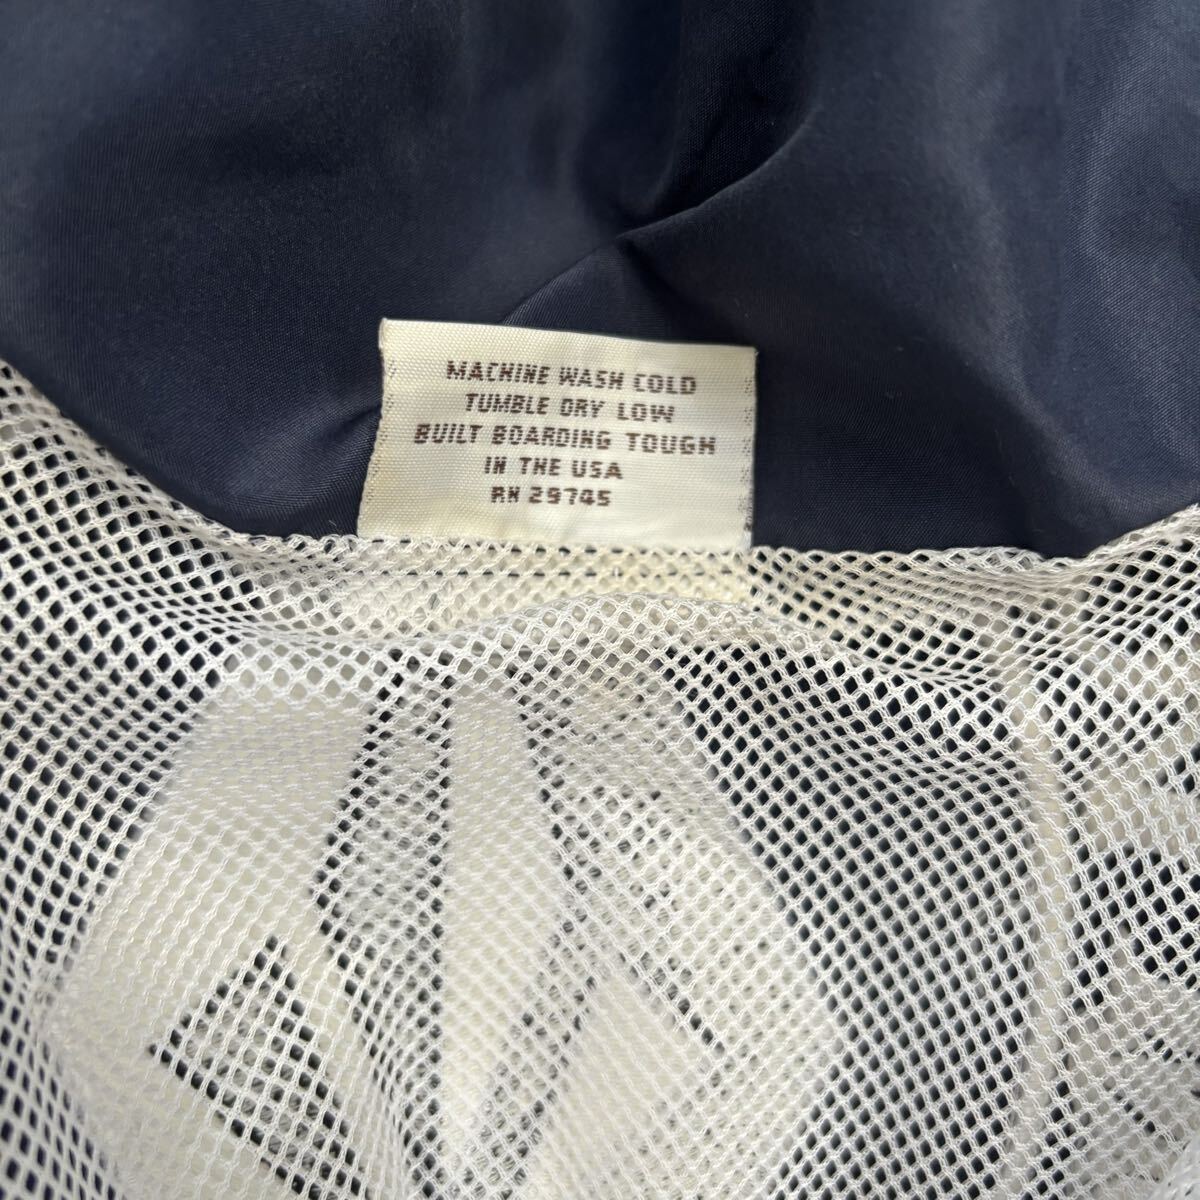 MACHINE WASH COLD
TUMBLE DRY LOW
BUILT BOARDING TOUGH
IN THE USA
RN 29745